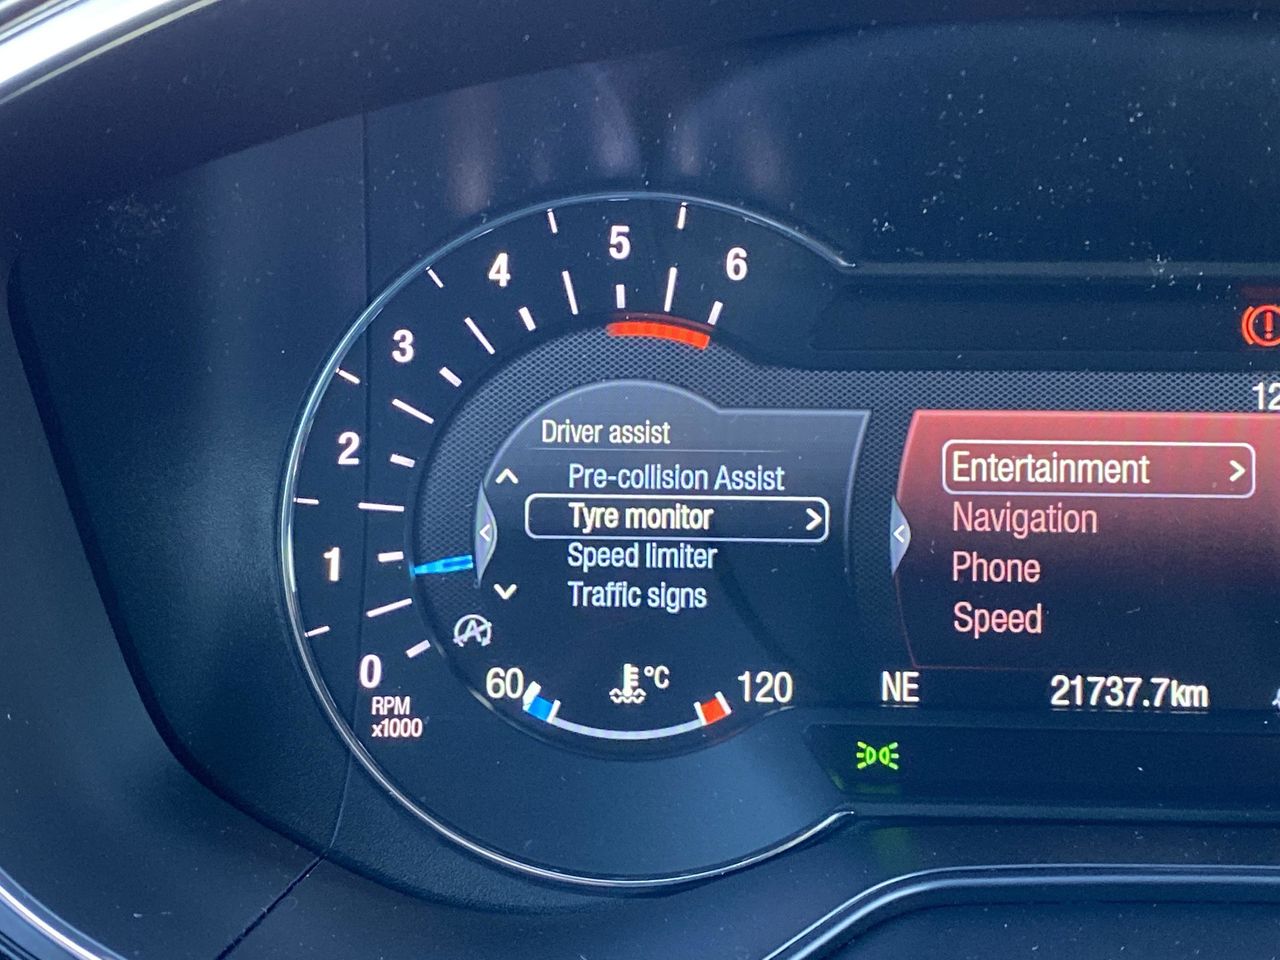 5
4
6
3
12
Driver assist
Pre-collision Assist
Entertainment >
2
Tyre monitor >
Navigation
Speed limiter
Phone
1
Traffic signs
Speed
0
60
°C
120
NE
21737.7km
RPM
x1000